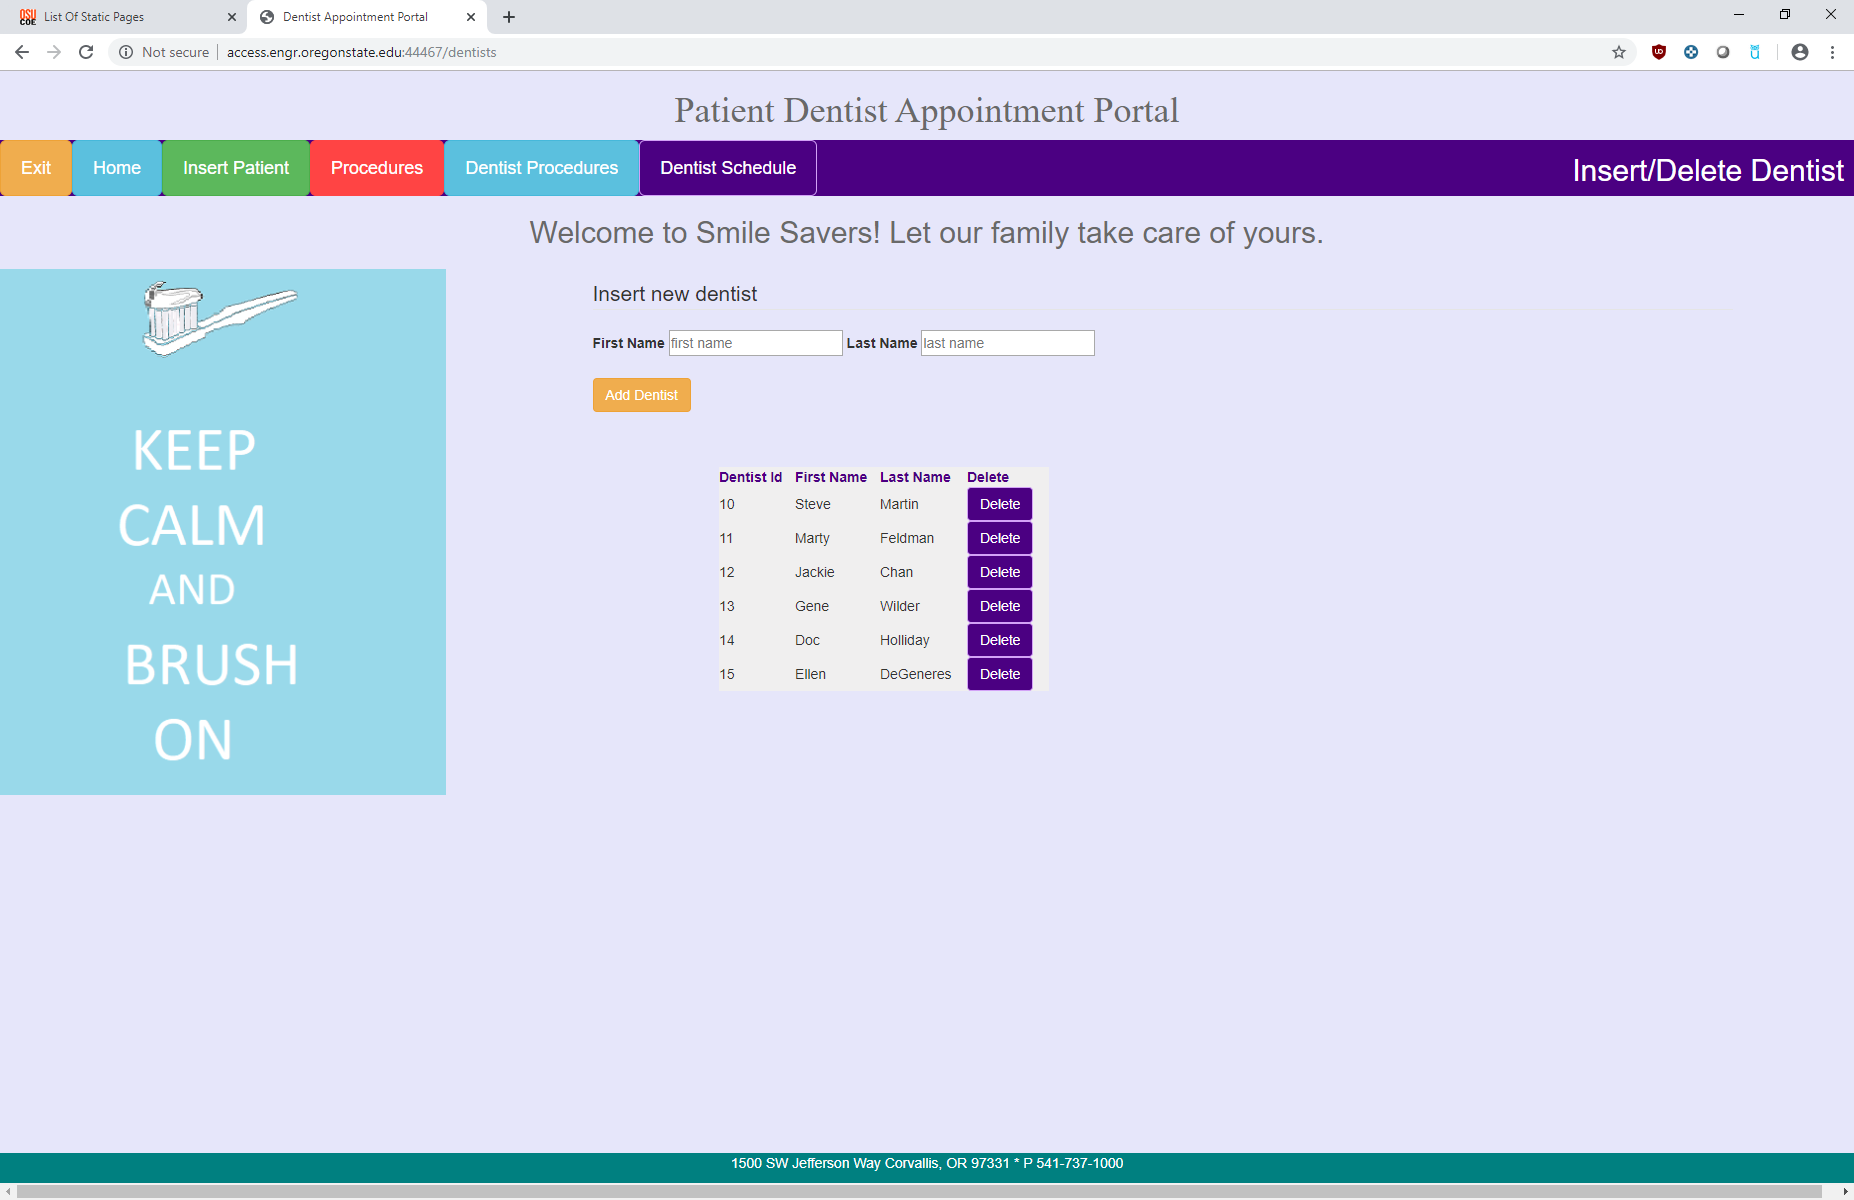 OSU COE List Of Static Pages
Dentist Appointment Portal
Not secure access.engr.oregonstate.edu:44467/dentists
Patient Dentist Appointment Portal
Exit Home Insert Patient Procedures Dentist Procedures Dentist Schedule Insert/Delete Dentist
Welcome to Smile Savers! Let our family take care of yours.
KEEP
CALM
AND
BRUSH
ON
Insert new dentist
First Name first name Last Name last name
Add Dentist
Dentist Id First Name Last Name Delete
10 Steve Martin Delete
11 Marty Feldman Delete
12 Jackie Chan Delete
13 Gene Wilder Delete
14 Doc Holliday Delete
15 Ellen DeGeneres Delete
1500 SW Jefferson Way Corvallis, OR 97331 * P 541-737-1000